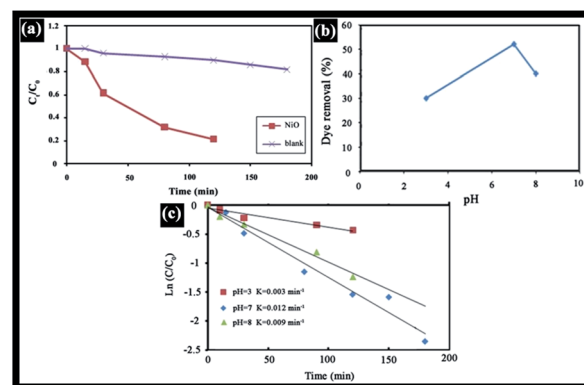 (a)
1.2
1
0.8
0.6
0.4
0.2
0
Ct/C0
0 50 100 150 200
Time (min)
NiO
blank
(b)
60
50
40
30
20
10
0
Dye removal (%)
0 2 4 6 8 10
pH
(c)
0 50 100 150 200
0
-0.5
-1
-1.5
-2
-2.5
Ln (C/C0)
pH=3 K=0.003 min-1
pH=7 K=0.012 min-1
pH=8 K=0.009 min-1
Time (min)